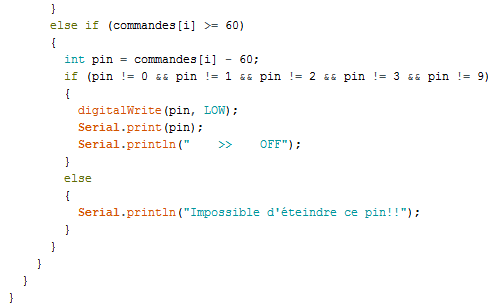 }
else if (commandes[i] >= 60)
{
int pin = commandes[i] - 60;
if (pin != 0 && pin != 1 && pin != 2 && pin != 3 && pin != 9)
{
digitalWrite(pin, LOW);
Serial.print(pin);
Serial.println("    >>    OFF");
}
else
{
Serial.println("Impossible d'éteindre ce pin!!");
}
}
}
}
}